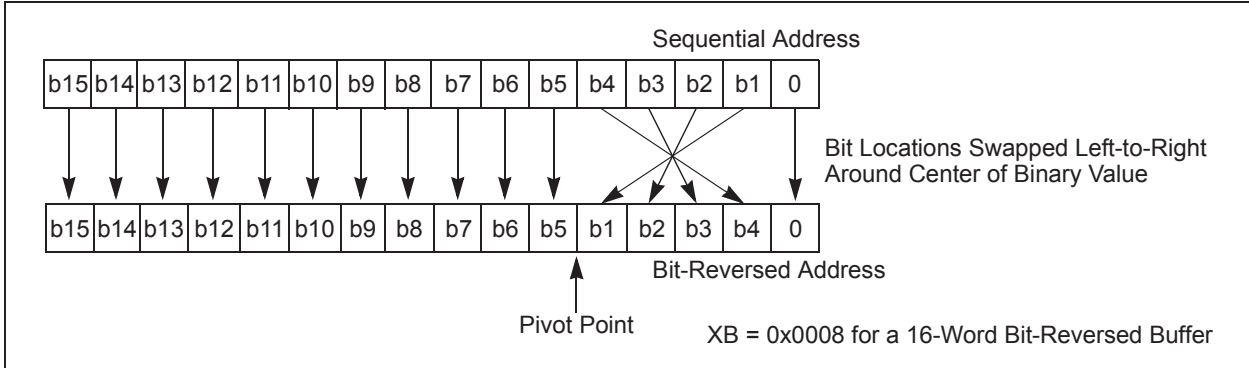 Sequential Address
b15 b14 b13 b12 b11 b10 b9 b8 b7 b6 b5 b4 b3 b2 b1 0
Bit Locations Swapped Left-to-Right
Around Center of Binary Value
b15 b14 b13 b12 b11 b10 b9 b8 b7 b6 b5 b1 b2 b3 b4 0
Bit-Reversed Address
Pivot Point
XB = 0x0008 for a 16-Word Bit-Reversed Buffer